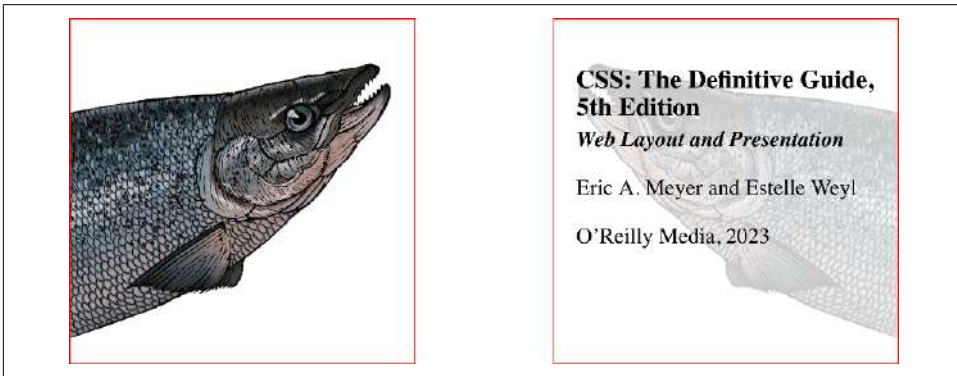 CSS: The Definitive Guide,
5th Edition
Web Layout and Presentation
Eric A. Meyer and Estelle Weyl
O’Reilly Media, 2023